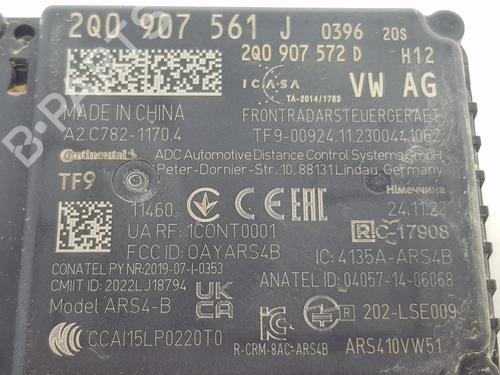 2Q0 907 561 J 0396 20S
2Q0 907 572 D H12
ICASA
TA-2014/1783
VW AG
MADE IN CHINA
FRONTRADARSTEUERGERAET
A2.C782-1170.4
TF9-00924.11.2300441062
Continental
ADC Automotive Distance Control Systems GmbH
Peter-Dornier-Str. 10, 88131 Lindau, Germany
TF9
Німеччина
11460
24.11.23
UA RF: 1CONT0001
R C-17908
FCC ID: OAYARS4B
IC: 4135A-ARS4B
CONATEL PY NR: 2019-07-I-0353
ANATEL ID: 04057-14-06068
CMIIT ID: 2022LJ18794
Model ARS4-B
UK CA
202-LSE009
CCAI15LP0220T0
R-CRM-8AC-ARS4B
ARS410VW51
B-PARTS